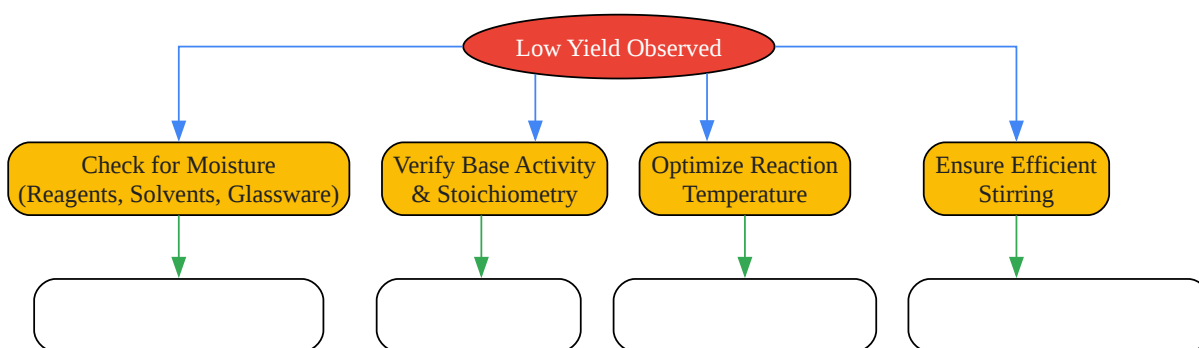 Low Yield Observed
Check for Moisture
(Reagents, Solvents, Glassware)
Verify Base Activity
& Stoichiometry
Optimize Reaction
Temperature
Ensure Efficient
Stirring